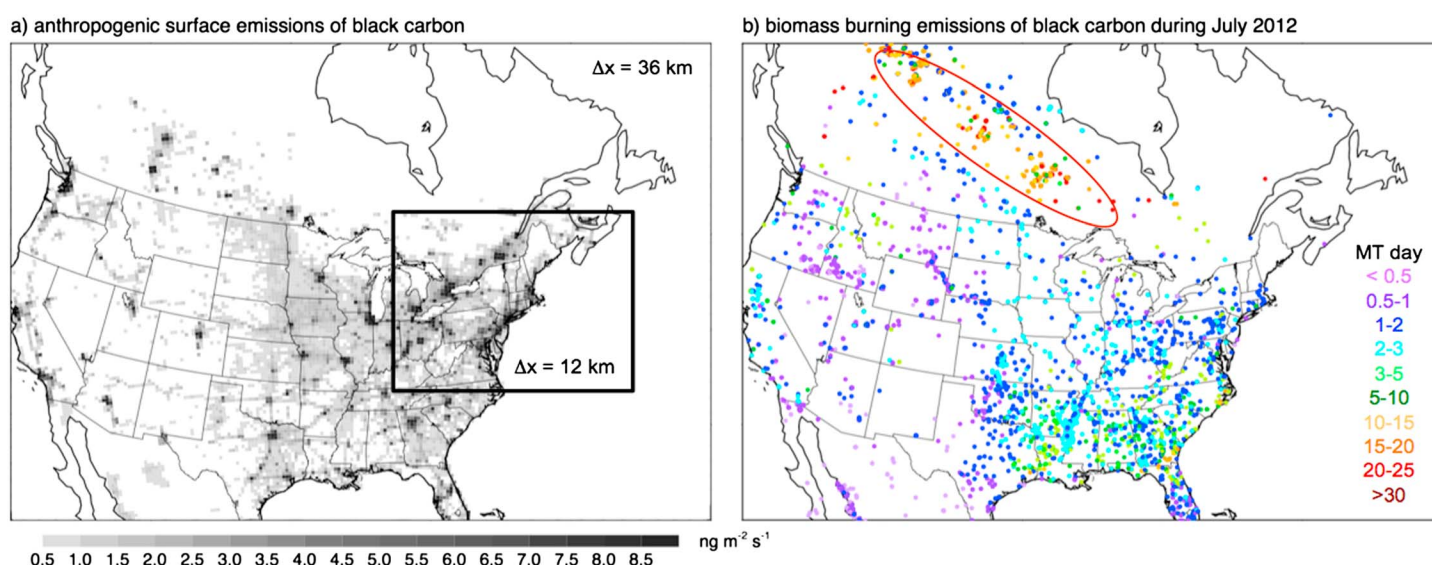 a) anthropogenic surface emissions of black carbon
Δx = 36 km
Δx = 12 km
0.5 1.0 1.5 2.0 2.5 3.0 3.5 4.0 4.5 5.0 5.5 6.0 6.5 7.0 7.5 8.0 8.5
ng m⁻² s⁻¹
b) biomass burning emissions of black carbon during July 2012
MT day
< 0.5
0.5-1
1-2
2-3
3-5
5-10
10-15
15-20
20-25
>30